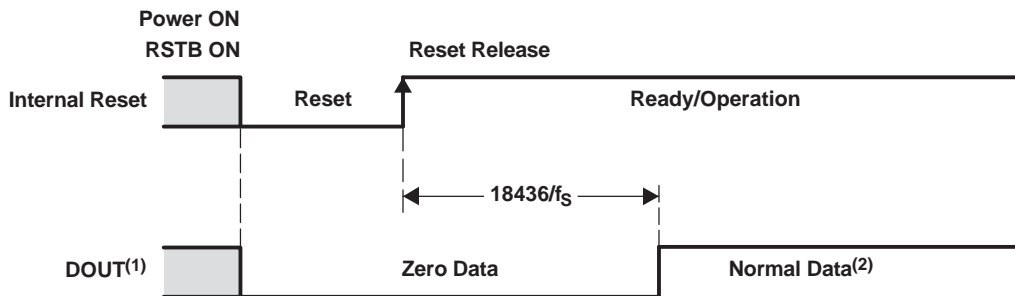 Power ON
RSTB ON
Reset Release
Internal Reset
Reset
Ready/Operation
18436/fS
DOUT(1)
Zero Data
Normal Data(2)